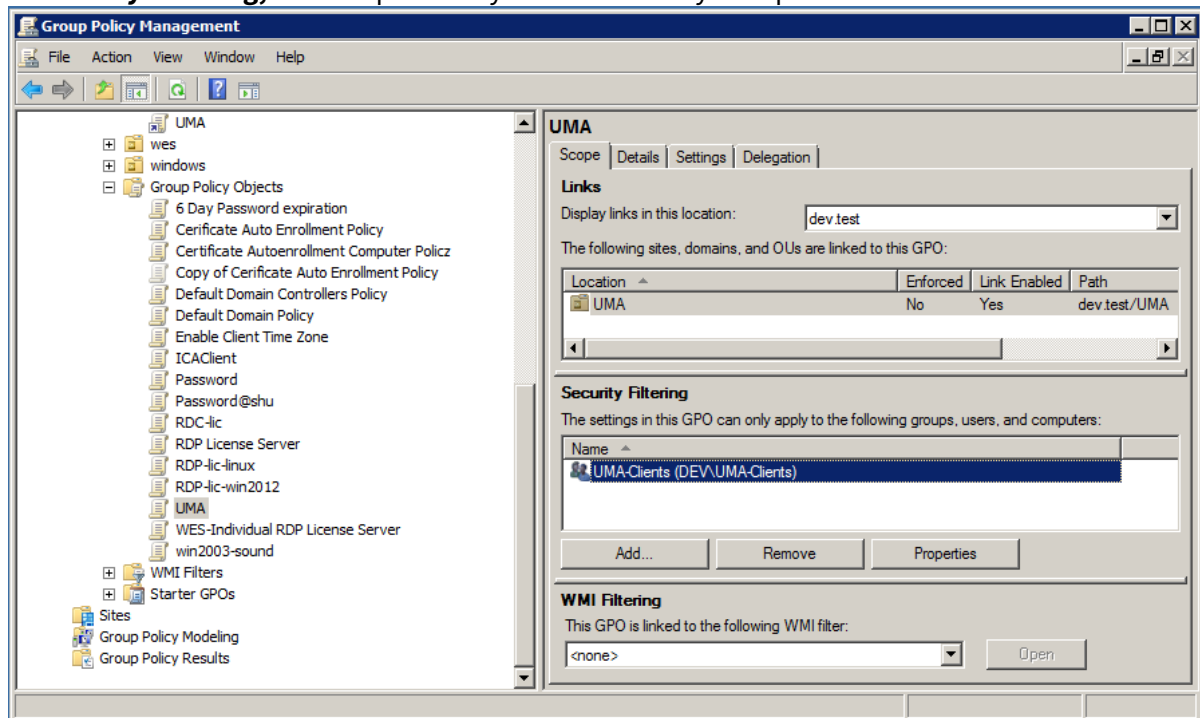 Group Policy Management
File Action View Window Help
UMA
wes
windows
Group Policy Objects
6 Day Password expiration
Cerificate Auto Enrollment Policy
Certificate Autoenrollment Computer Policz
Copy of Cerificate Auto Enrollment Policy
Default Domain Controllers Policy
Default Domain Policy
Enable Client Time Zone
ICAClient
Password
Password@shu
RDC-lic
RDP License Server
RDP-lic-linux
RDP-lic-win2012
UMA
WES-Individual RDP License Server
win2003-sound
WMI Filters
Starter GPOs
Sites
Group Policy Modeling
Group Policy Results
UMA
Scope Details Settings Delegation
Links
Display links in this location: dev.test
The following sites, domains, and OUs are linked to this GPO:
Location Enforced Link Enabled Path
UMA No Yes dev.test/UMA
Security Filtering
The settings in this GPO can only apply to the following groups, users, and computers:
Name
UMA-Clients (DEV\UMA-Clients)
Add... Remove Properties
WMI Filtering
This GPO is linked to the following WMI filter:
<none> Open